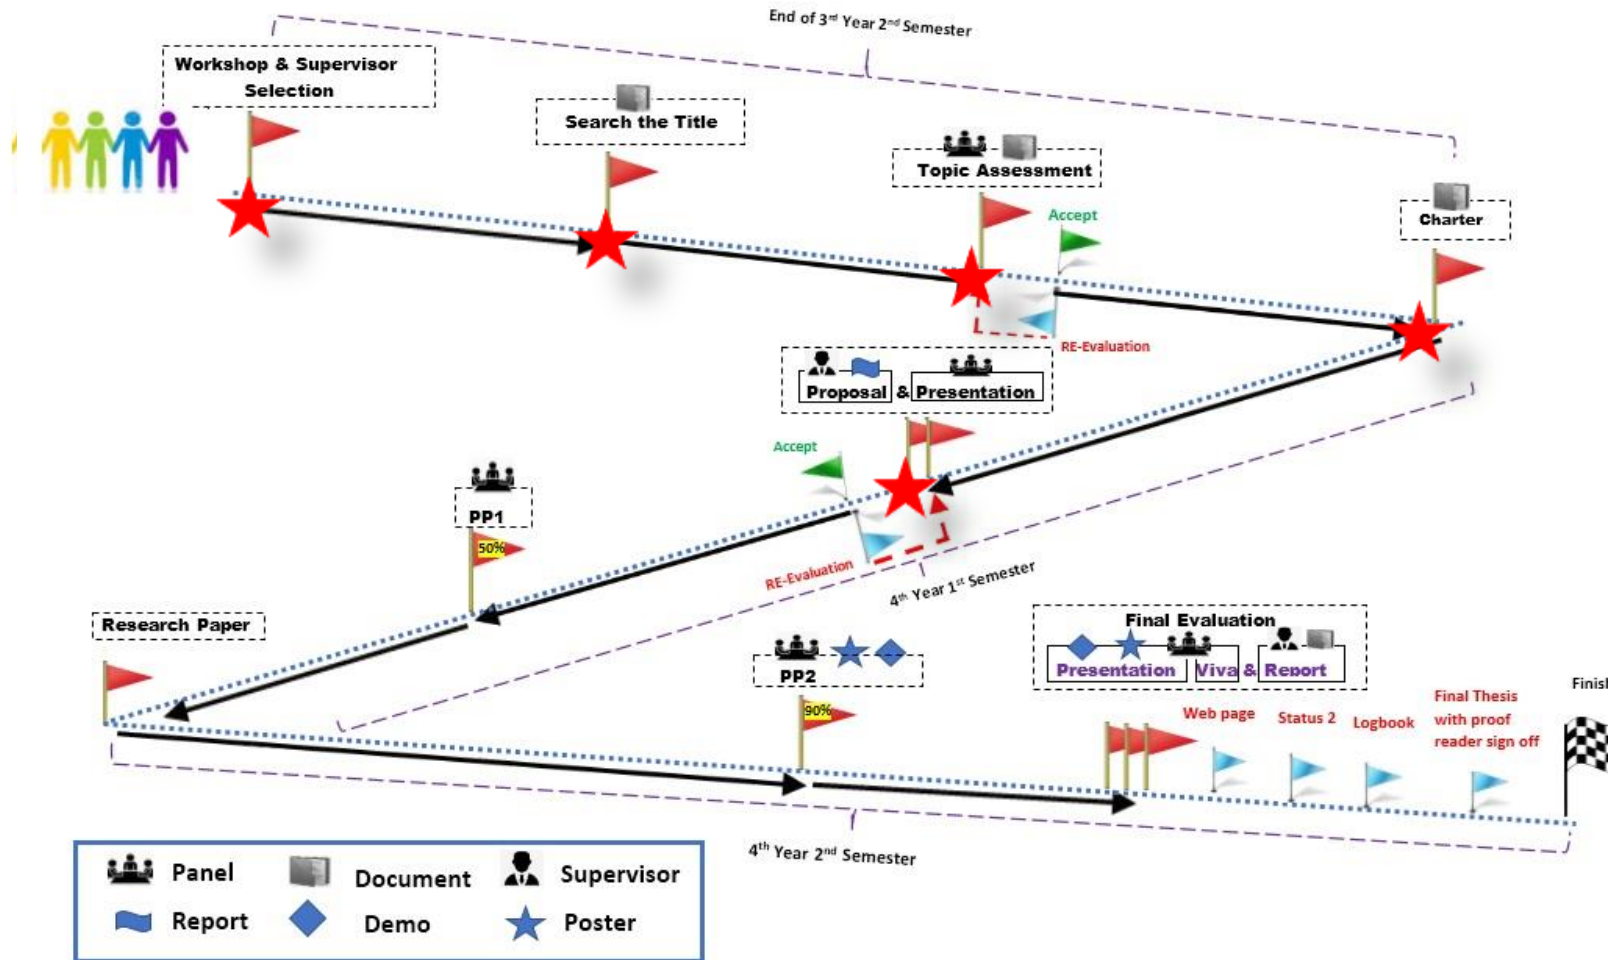 End of 3rd Year 2nd Semester
Workshop & Supervisor
Selection
Search the Title
Topic Assessment
Accept
Charter
RE-Evaluation
Proposal & Presentation
Accept
PP1
50%
RE-Evaluation
4th Year 1st Semester
Research Paper
PP2
90%
Final Evaluation
Presentation Viva & Report
Web page
Status 2
Logbook
Final Thesis
with proof
reader sign off
4th Year 2nd Semester
Panel
Document
Supervisor
Report
Demo
Poster